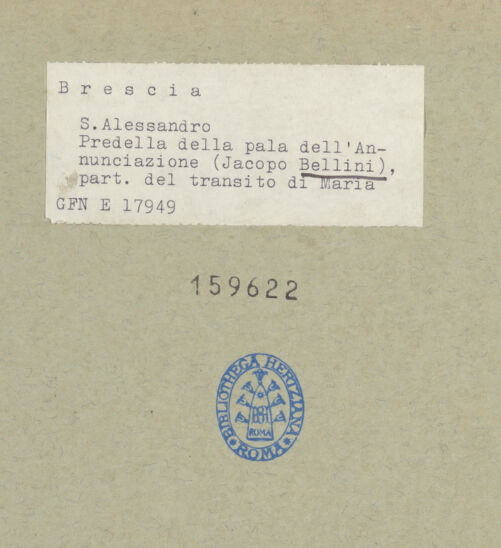 B r e s c i a
S.Alessandro
Predella della pala dell'An-
nunciazione (Jacopo Bellini),
part. del transito di Maria
GFN E 17949
159622
BIBLIOTHECA HERTZIANA
BH
ROMA
ROMA